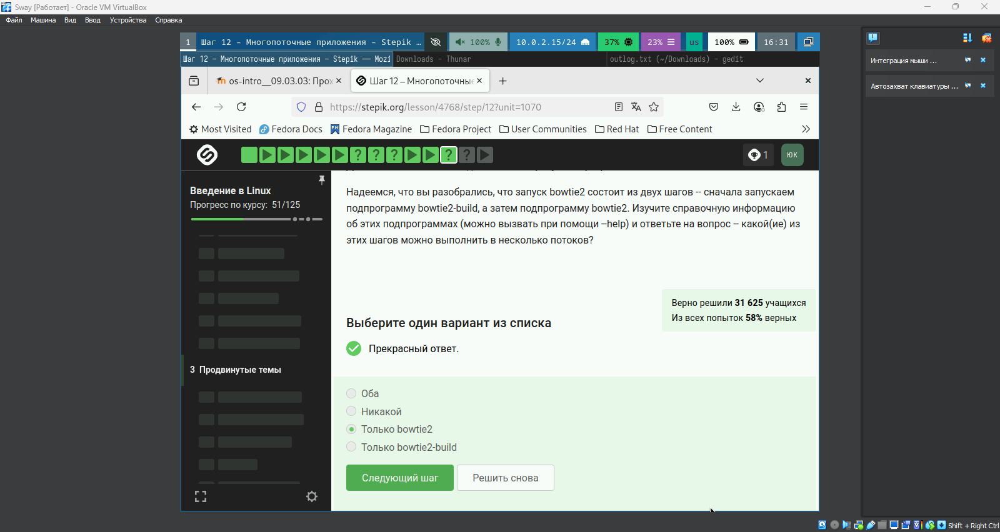 Sway [Работает] - Oracle VM VirtualBox
Файл Машина Вид Ввод Устройства Справка
1 Шаг 12 – Многопоточные приложения – Stepik … 100% 10.0.2.15/24 37% 23% us 100% 16:31
Шаг 12 – Многопоточные приложения – Stepik — Mozi Downloads – Thunar outlog.txt (~/Downloads) – gedit
os-intro__09.03.03: Прох Шаг 12 – Многопоточные
https://stepik.org/lesson/4768/step/12?unit=1070
Most Visited Fedora Docs Fedora Magazine Fedora Project User Communities Red Hat Free Content
1 ЮК
Введение в Linux
Прогресс по курсу: 51/125
3 Продвинутые темы
Надеемся, что вы разобрались, что запуск bowtie2 состоит из двух шагов -- сначала запускаем
подпрограмму bowtie2-build, а затем подпрограмму bowtie2. Изучите справочную информацию
об этих подпрограммах (можно вызвать при помощи --help) и ответьте на вопрос -- какой(ие) из
этих шагов можно выполнить в несколько потоков?
Верно решили 31 625 учащихся
Из всех попыток 58% верных
Выберите один вариант из списка
Прекрасный ответ.
Оба
Никакой
Только bowtie2
Только bowtie2-build
Следующий шаг Решить снова
Интеграция мыши ...
Автозахват клавиатуры ...
Shift + Right Ctrl